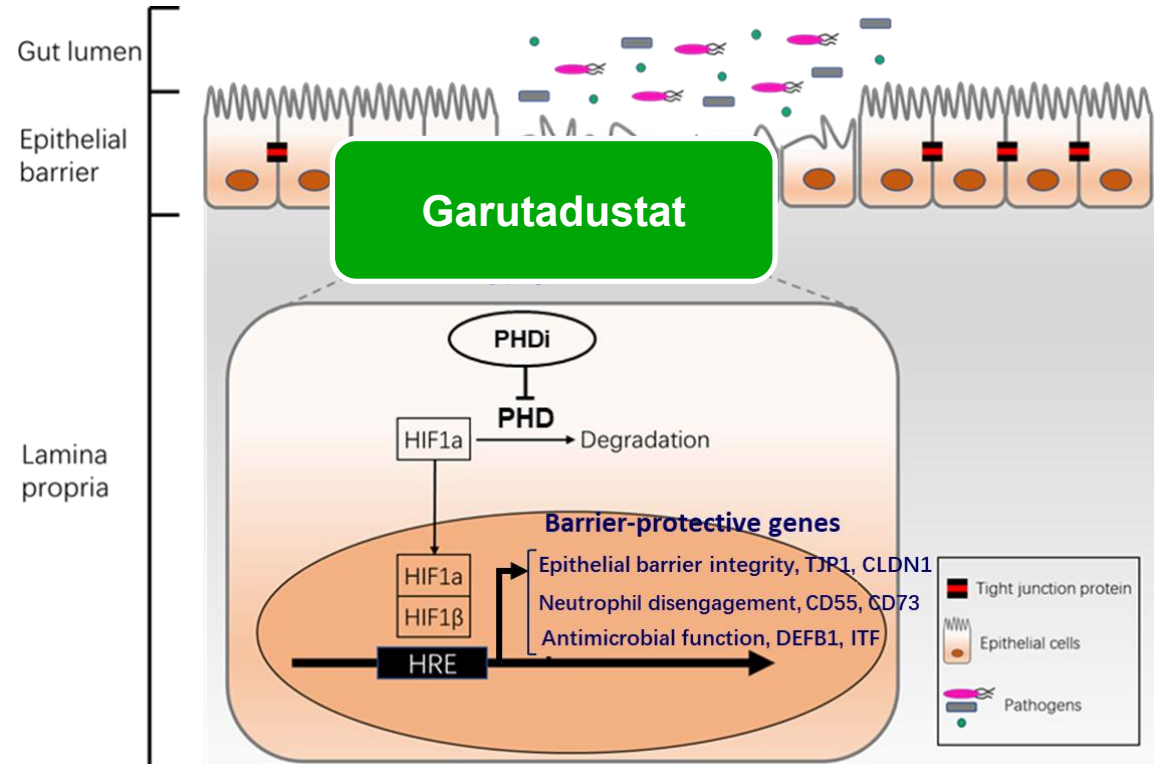 Gut lumen
Epithelial
barrier
Garutadustat
PHDi
PHD
HIF1a
Degradation
Lamina
propria
Barrier-protective genes
Epithelial barrier integrity, TJP1, CLDN1
HIF1a
Neutrophil disengagement, CD55, CD73
HIF1β
Antimicrobial function, DEFB1, ITF
HRE
Tight junction protein
Epithelial cells
Pathogens